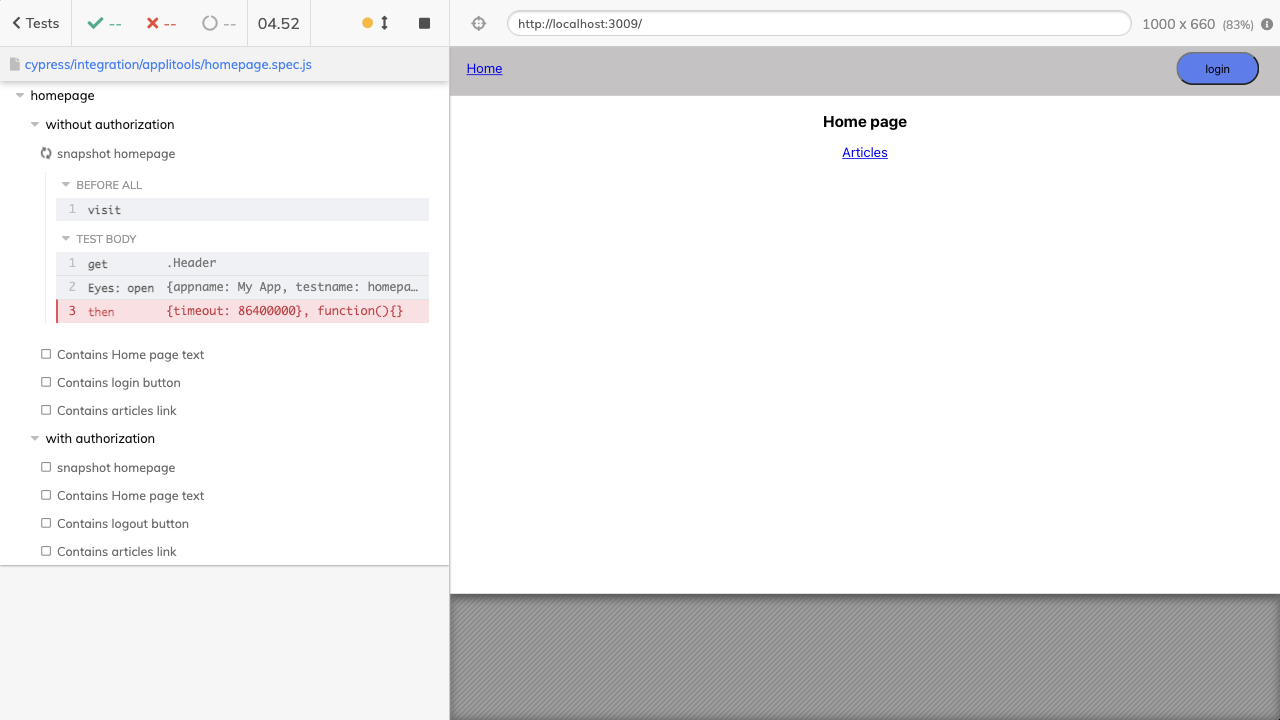 Tests -- -- -- 04.52
cypress/integration/applitools/homepage.spec.js
homepage
without authorization
snapshot homepage
BEFORE ALL
1 visit
TEST BODY
1 get .Header
2 Eyes: open {appname: My App, testname: homepa…
3 then {timeout: 86400000}, function(){}
Contains Home page text
Contains login button
Contains articles link
with authorization
snapshot homepage
Contains Home page text
Contains logout button
Contains articles link
http://localhost:3009/ 1000 x 660 (83%)
Home login
Home page
Articles